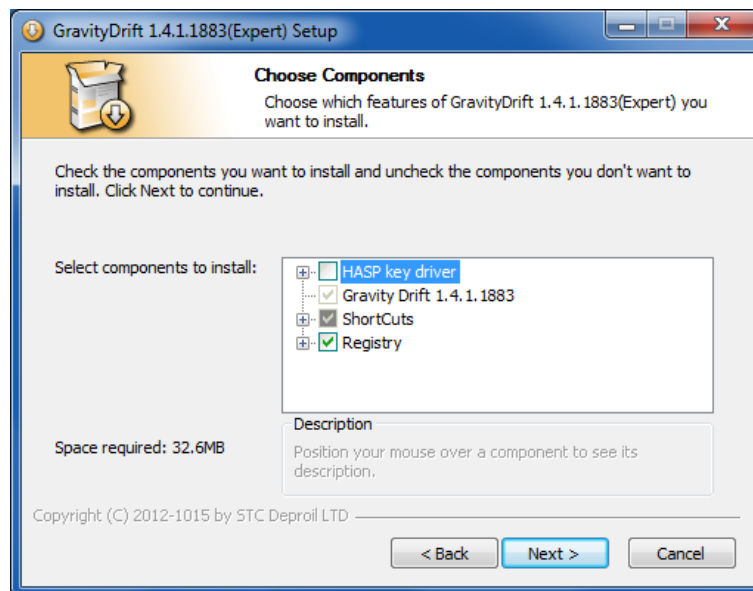 GravityDrift 1.4.1.1883(Expert) Setup
Choose Components
Choose which features of GravityDrift 1.4.1.1883(Expert) you
want to install.
Check the components you want to install and uncheck the components you don't want to
install. Click Next to continue.
Select components to install:
HASP key driver
Gravity Drift 1.4.1.1883
ShortCuts
Registry
Space required: 32.6MB
Description
Position your mouse over a component to see its
description.
Copyright (C) 2012-1015 by STC Deproil LTD
< Back
Next >
Cancel